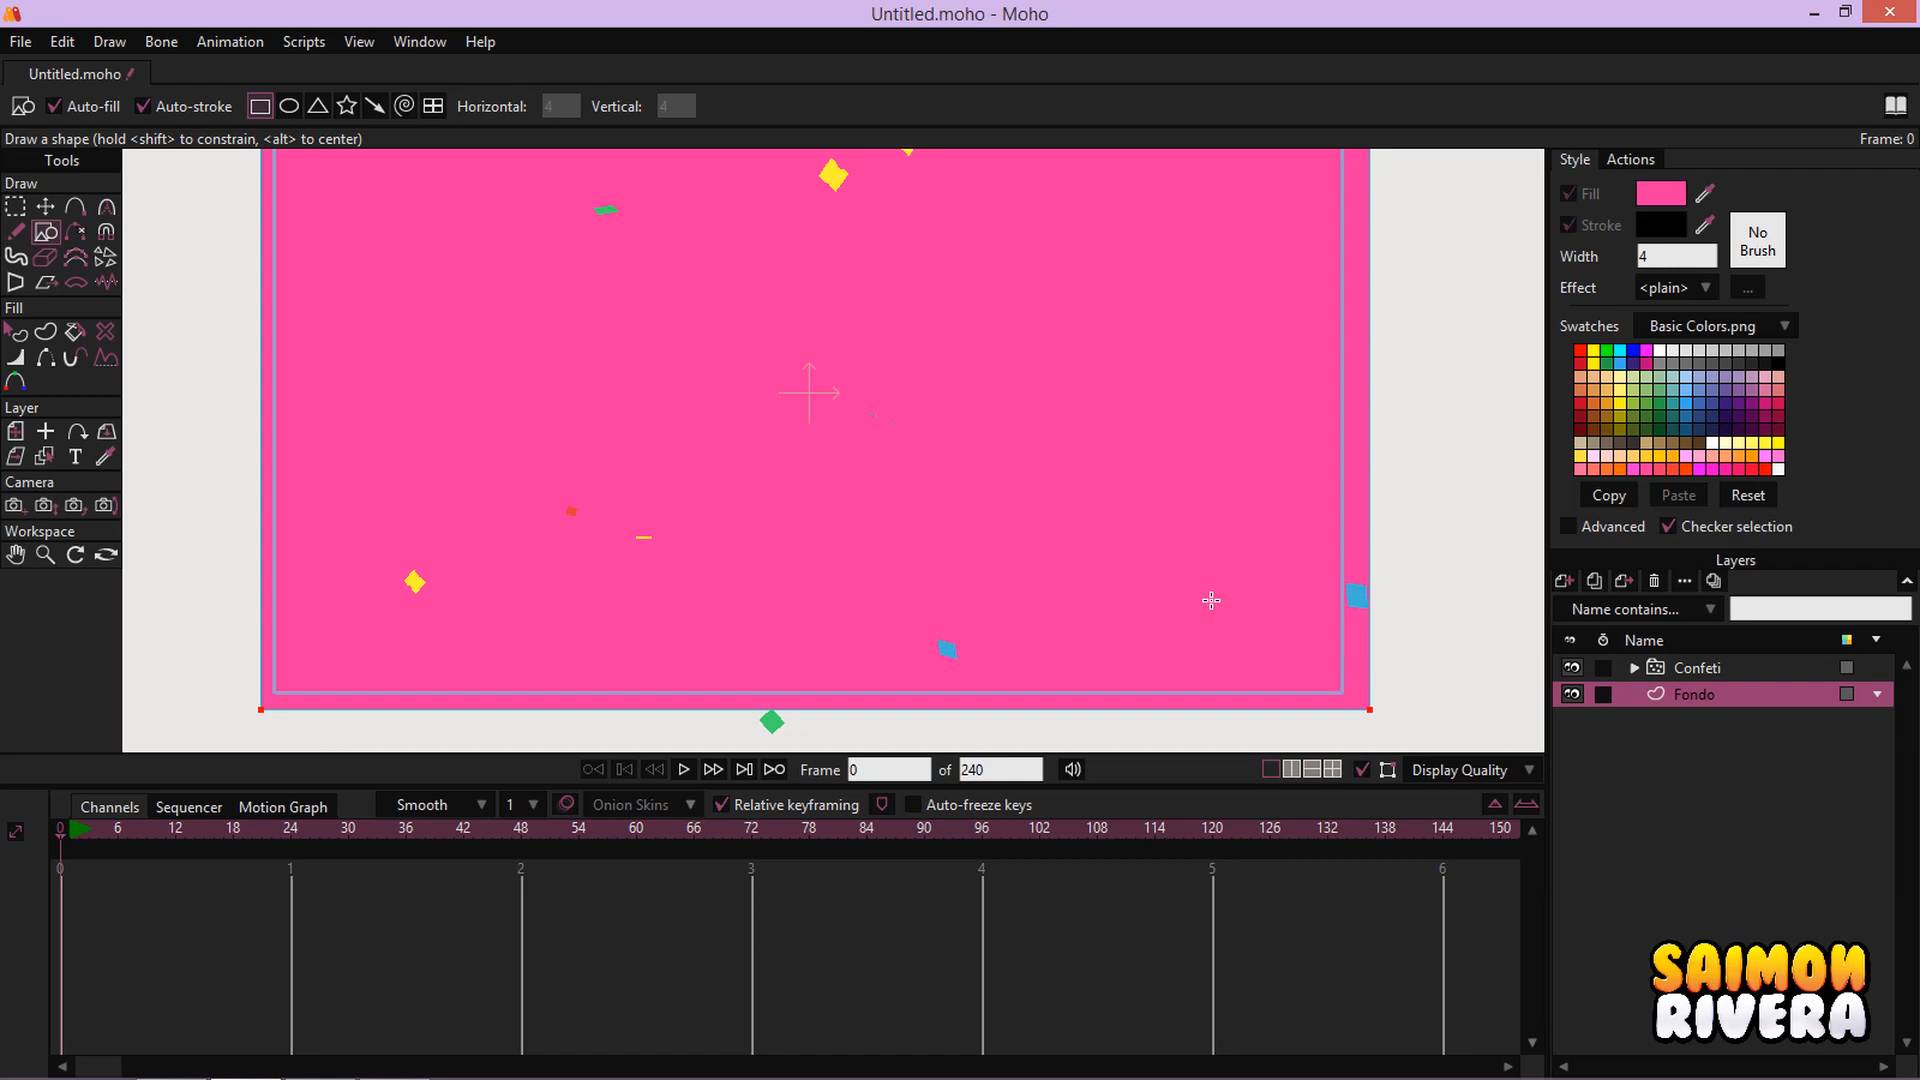 Untitled.moho - Moho
File Edit Draw Bone Animation Scripts View Window Help
Untitled.moho
Auto-fill Auto-stroke Horizontal: 4 Vertical: 4
Draw a shape (hold <shift> to constrain, <alt> to center) Frame: 0
Tools
Draw
Fill
Layer
T
Camera
Workspace
Style Actions
Fill
Stroke
No Brush
Width 4
Effect <plain> ...
Swatches Basic Colors.png
Copy Paste Reset
Advanced Checker selection
Layers
Name contains...
Name
Confeti
Fondo
Frame 0 of 240 Display Quality
Channels Sequencer Motion Graph Smooth 1 Onion Skins Relative keyframing Auto-freeze keys
0 6 12 18 24 30 36 42 48 54 60 66 72 78 84 90 96 102 108 114 120 126 132 138 144 150
0 1 2 3 4 5 6
SAIMON
RIVERA